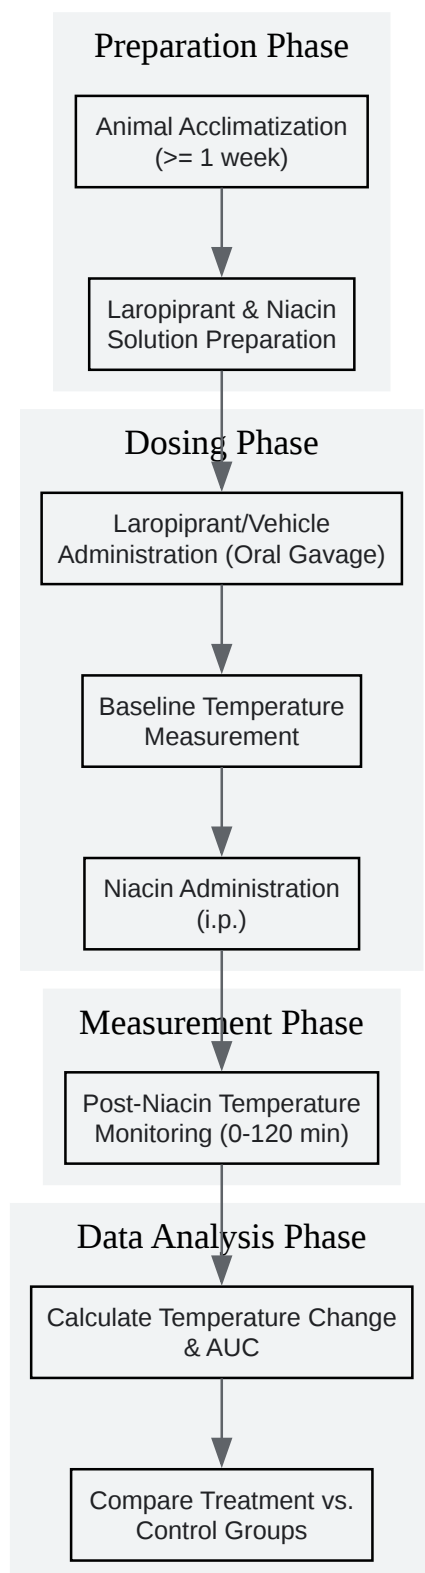 Preparation Phase
Animal Acclimatization
(>= 1 week)
Laropiprant & Niacin
Solution Preparation
Dosing Phase
Laropiprant/Vehicle
Administration (Oral Gavage)
Baseline Temperature
Measurement
Niacin Administration
(i.p.)
Measurement Phase
Post-Niacin Temperature
Monitoring (0-120 min)
Data Analysis Phase
Calculate Temperature Change
& AUC
Compare Treatment vs.
Control Groups